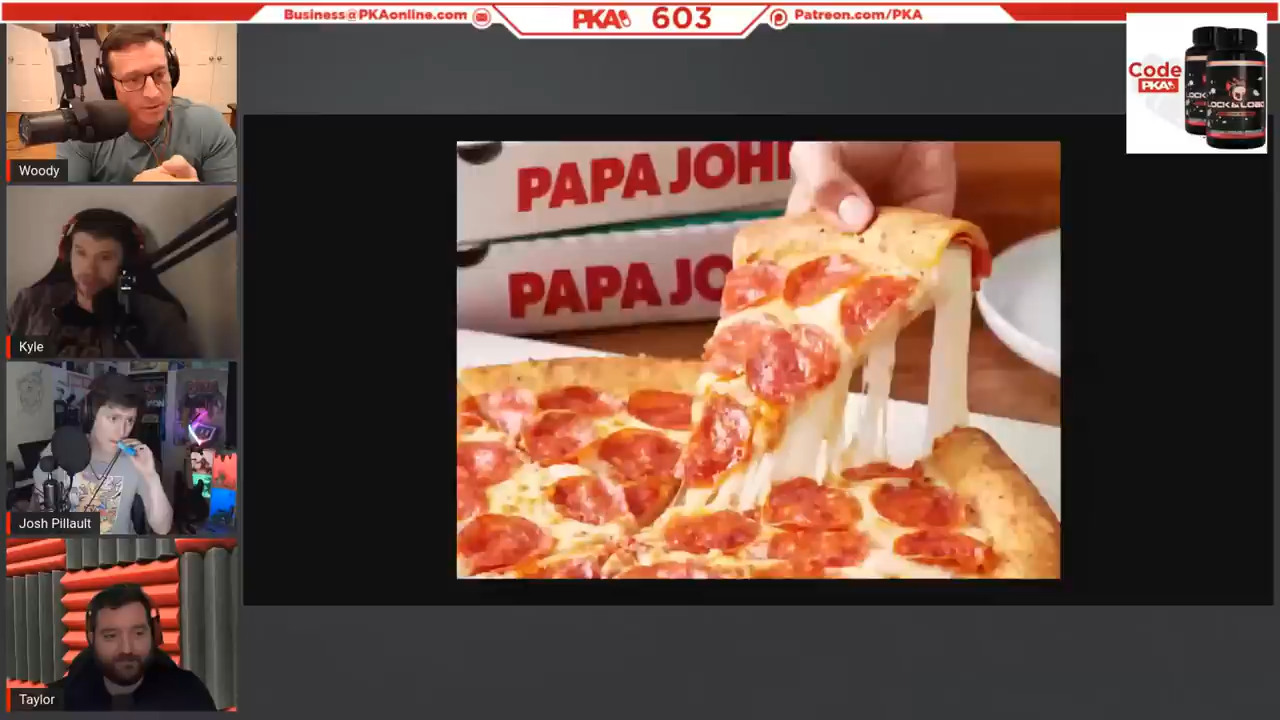 Business@PKAonline.com
PKA 603
Patreon.com/PKA
Code
PKA
Woody
PAPA JOH
PAPA JO
Kyle
Josh Pillault
Taylor